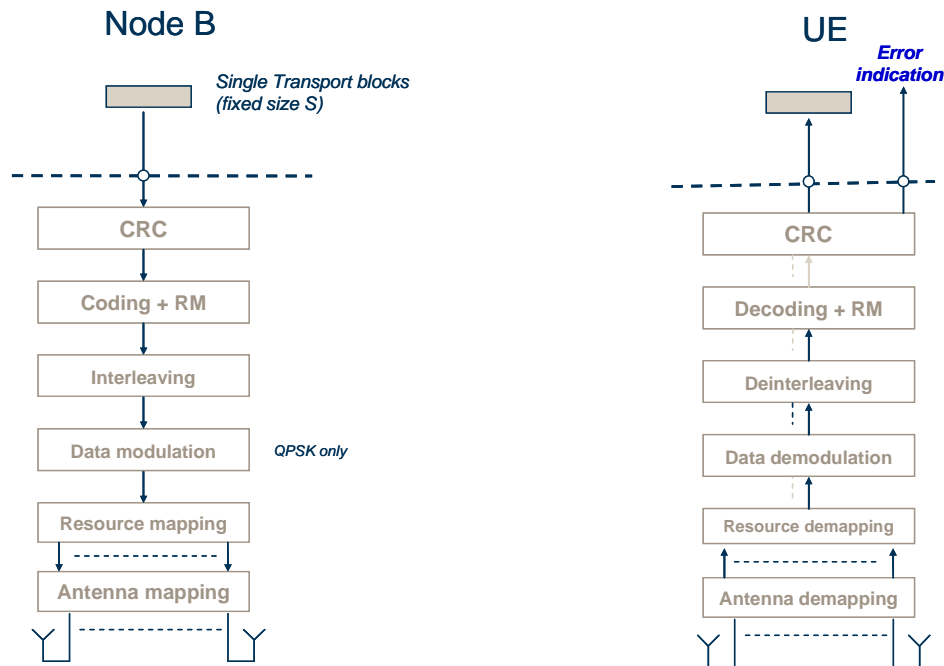 Node B
Single Transport blocks
(fixed size S)
CRC
Coding + RM
Interleaving
Data modulation
QPSK only
Resource mapping
Antenna mapping
UE
Error
indication
CRC
Decoding + RM
Deinterleaving
Data demodulation
Resource demapping
Antenna demapping